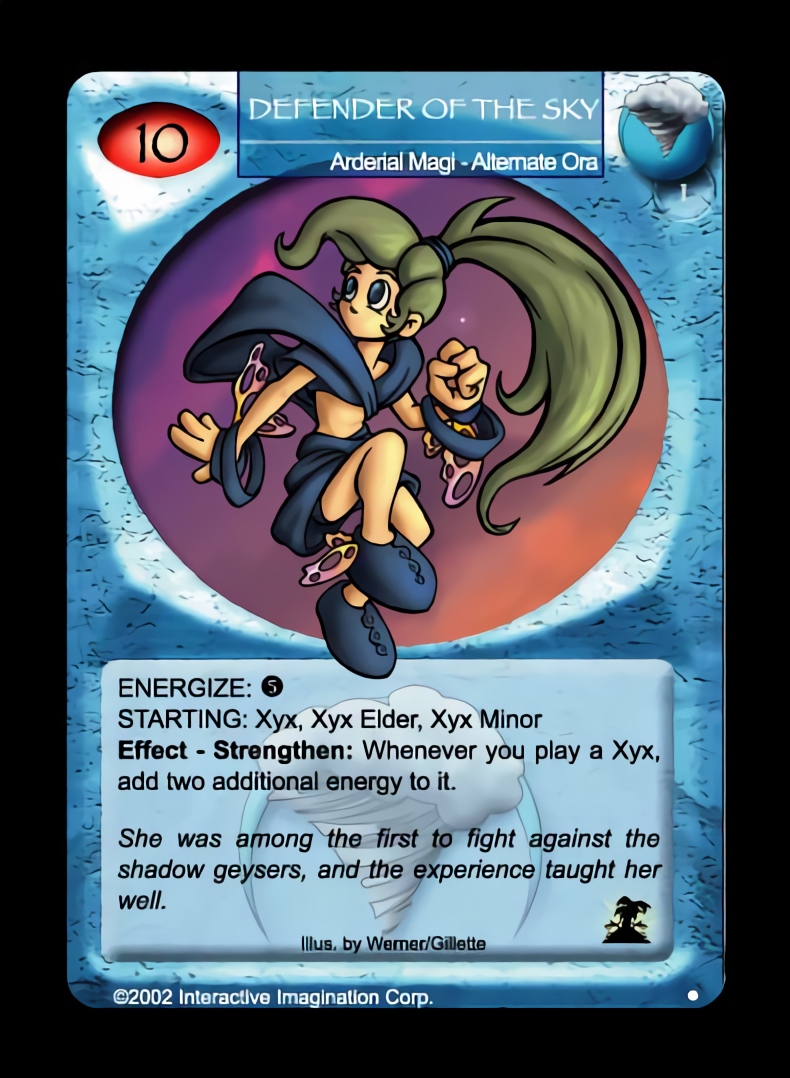 10
DEFENDER OF THE SKY
Arderial Magi - Alternate Ora
1
ENERGIZE: ❺
STARTING: Xyx, Xyx Elder, Xyx Minor
Effect - Strengthen: Whenever you play a Xyx,
add two additional energy to it.
She was among the first to fight against the
shadow geysers, and the experience taught her
well.
Illus. by Werner/Gillette
©2002 Interactive Imagination Corp.